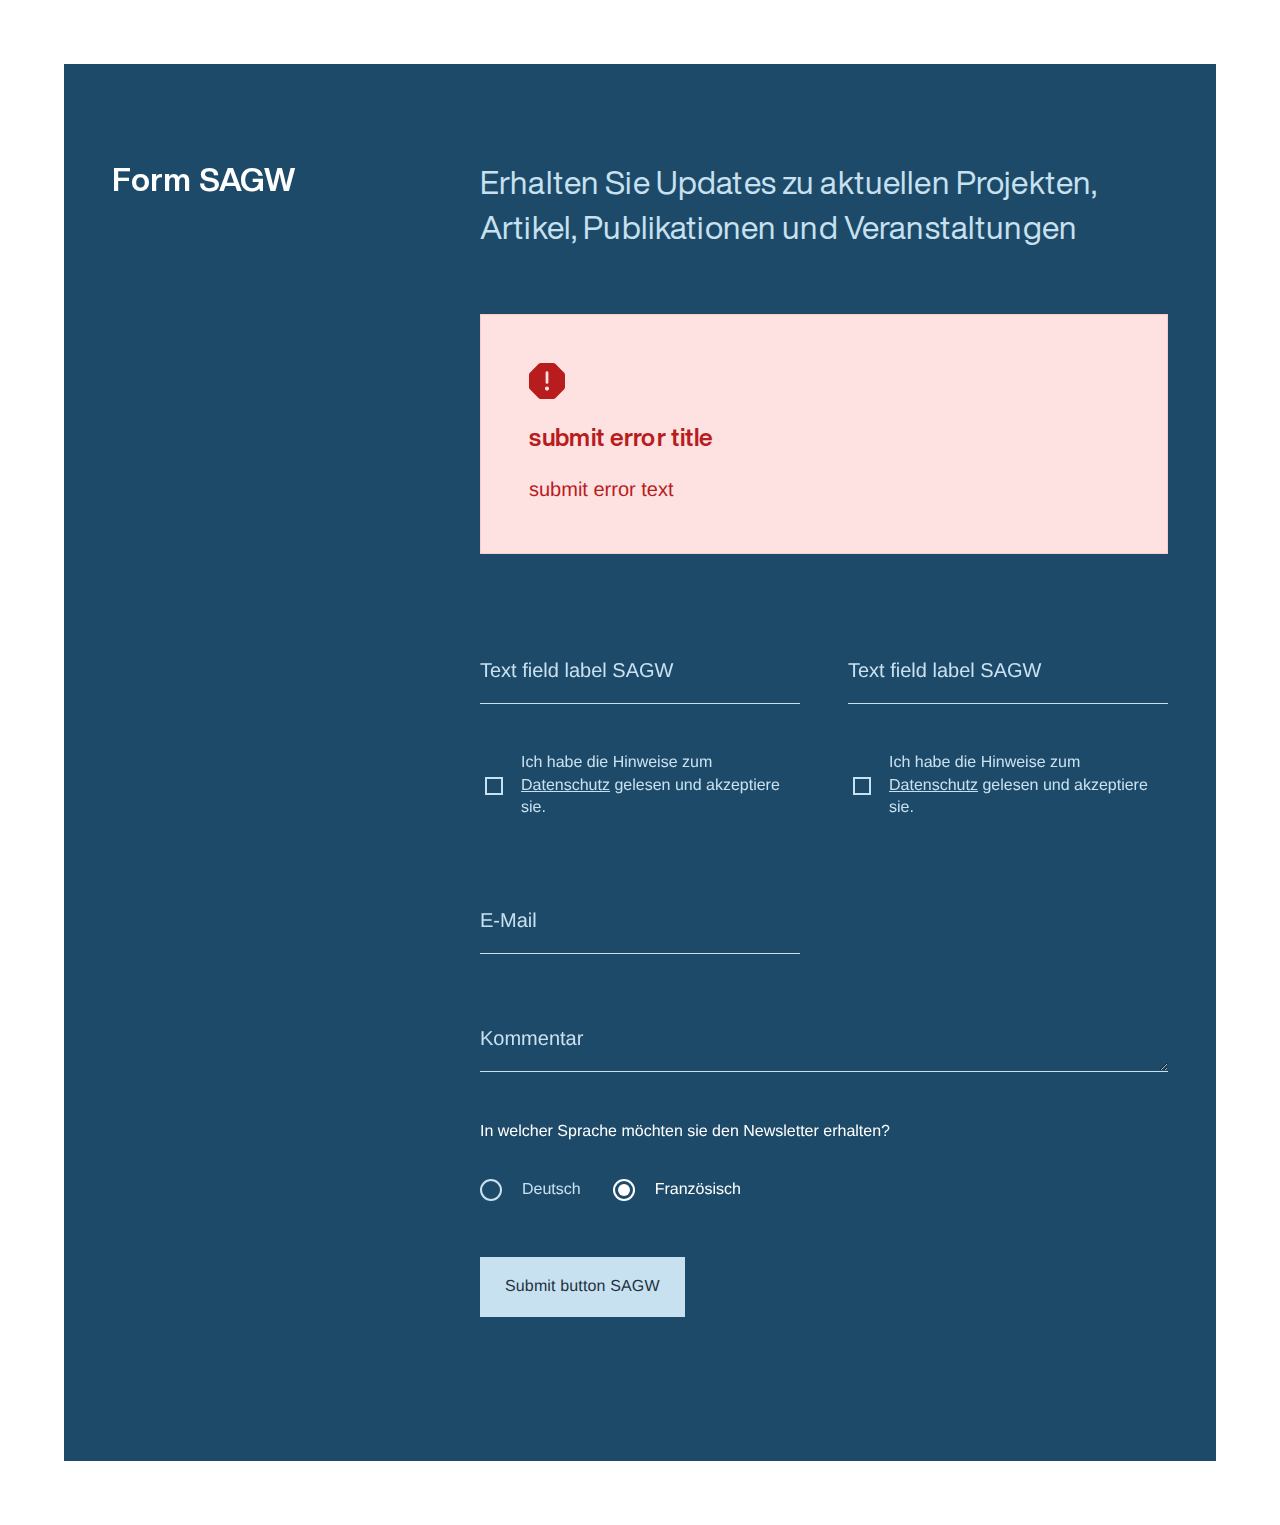 Form SAGW
Erhalten Sie Updates zu aktuellen Projekten,
Artikel, Publikationen und Veranstaltungen
submit error title
submit error text
Text field label SAGW
Text field label SAGW
Ich habe die Hinweise zum
Datenschutz gelesen und akzeptiere
sie.
Ich habe die Hinweise zum
Datenschutz gelesen und akzeptiere
sie.
E-Mail
Kommentar
In welcher Sprache möchten sie den Newsletter erhalten?
Deutsch
Französisch
Submit button SAGW